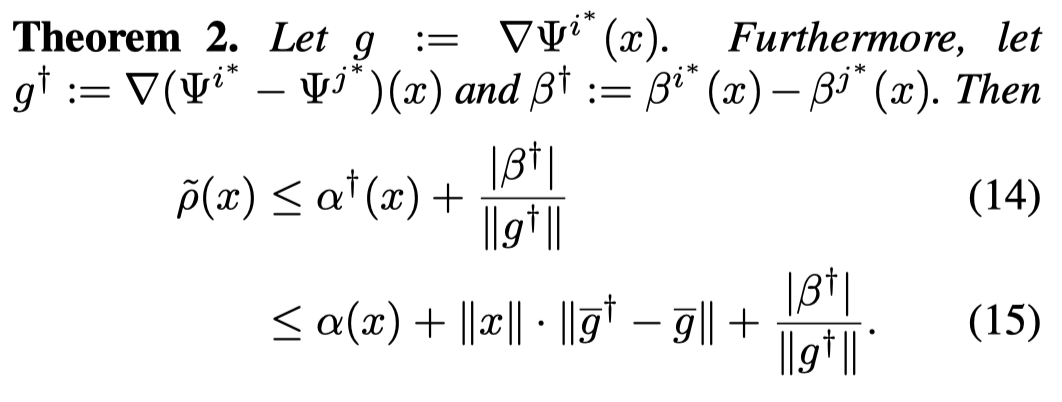 Theorem 2. Let g := ∇Ψ^{i^*}(x). Furthermore, let
g^† := ∇(Ψ^{i^*} − Ψ^{j^*})(x) and β^† := β^{i^*}(x) − β^{j^*}(x). Then
ρ̃(x) ≤ α^†(x) + |β^†| / ‖g^†‖ (14)
≤ α(x) + ‖x‖ · ‖g̅^† − g̅‖ + |β^†| / ‖g^†‖. (15)